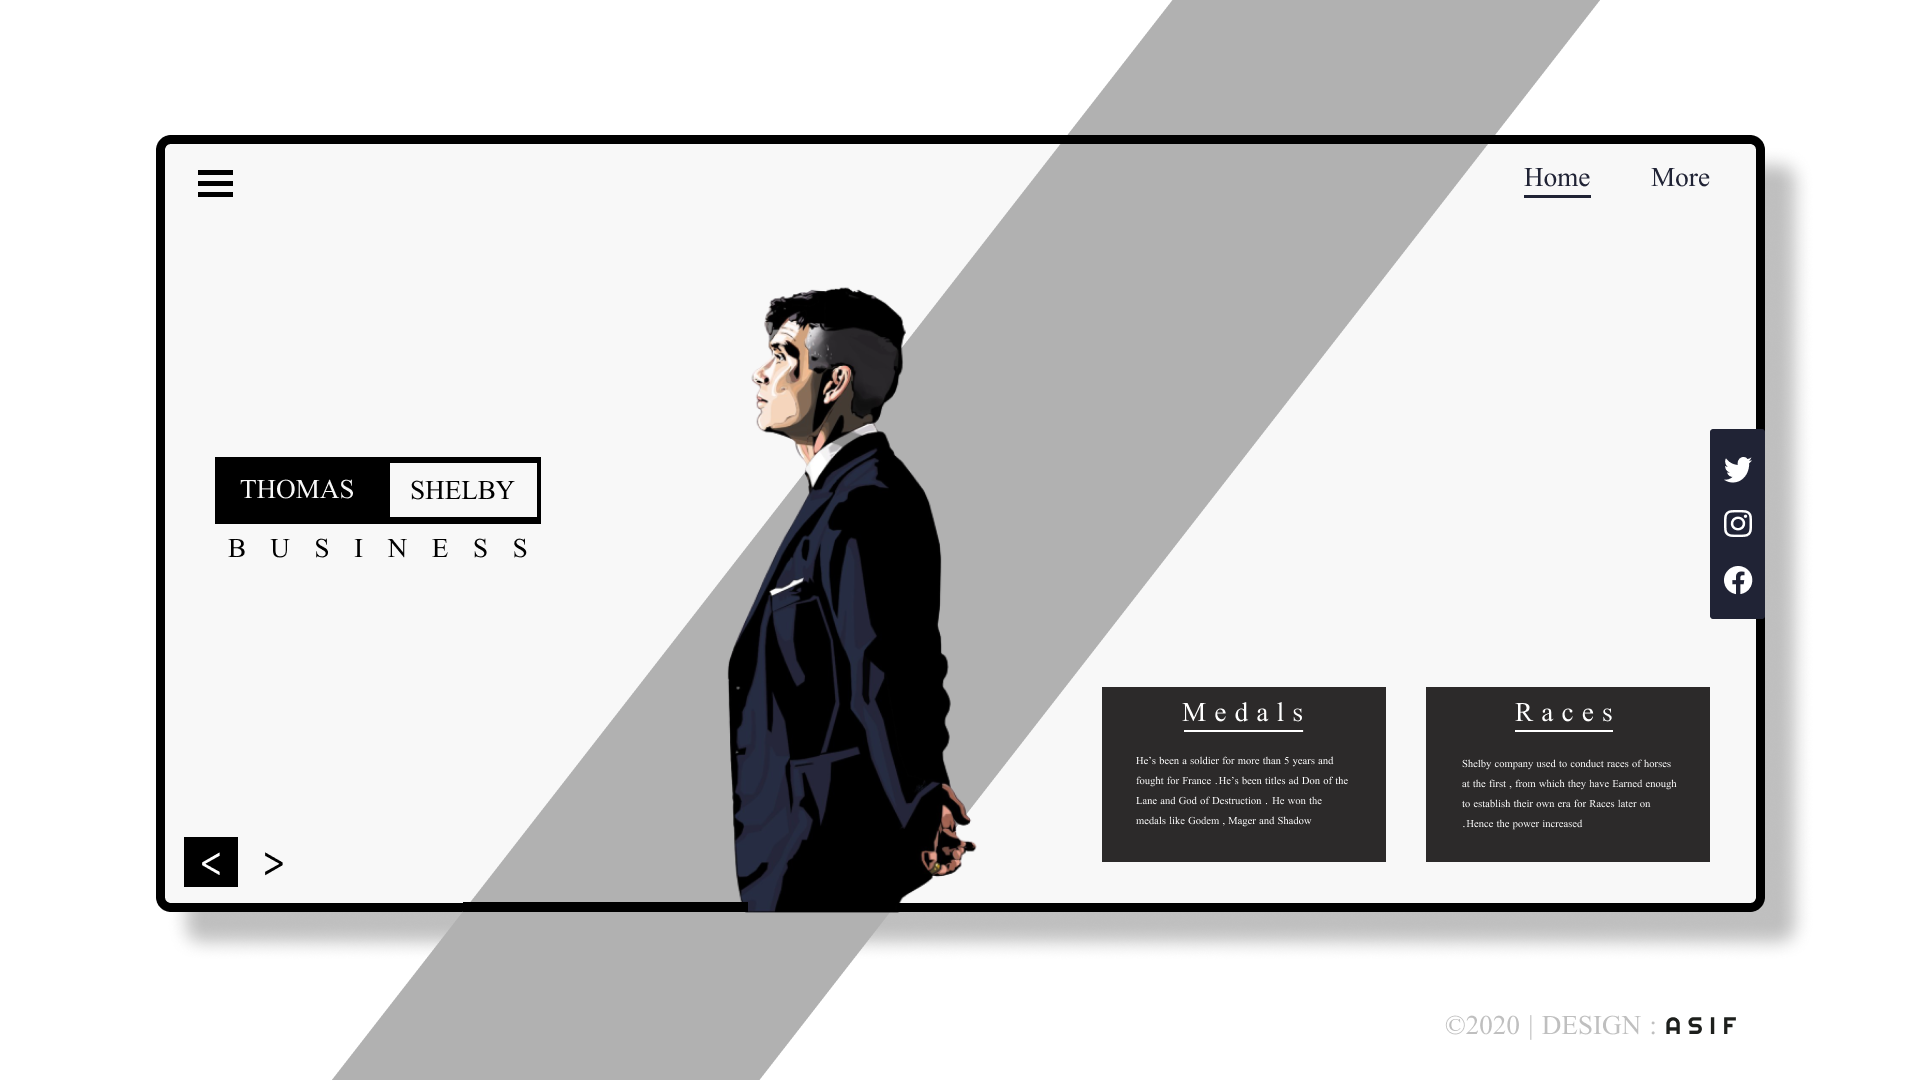 Home More
THOMAS SHELBY
B U S I N E S S
Medals
He's been a soldier for more than 5 years and
fought for France .He's been titles ad Don of the
Lane and God of Destruction . He won the
medals like Godem , Mager and Shadow
Races
Shelby company used to conduct races of horses
at the first , from which they have Earned enough
to establish their own era for Races later on
.Hence the power increased
< >
©2020 | DESIGN : ASIF